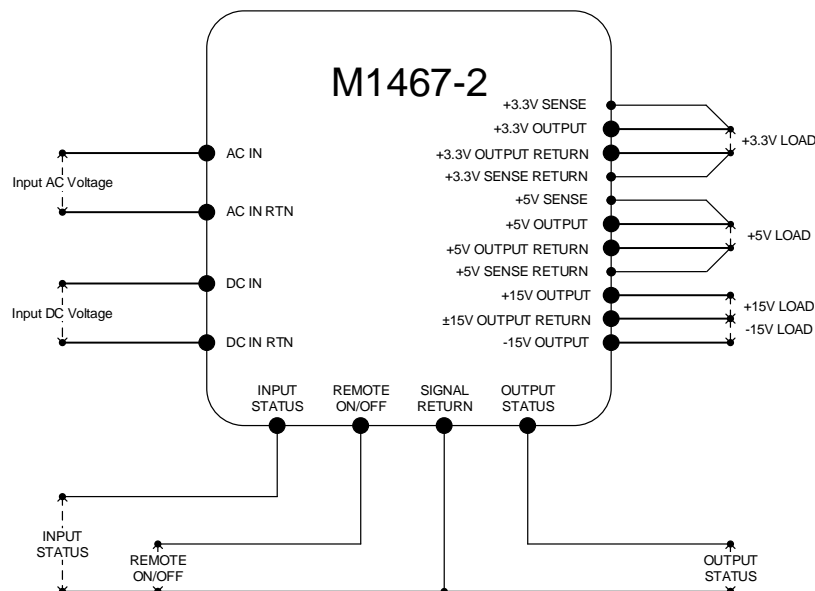 M1467-2
AC IN
AC IN RTN
DC IN
DC IN RTN
Input AC Voltage
Input DC Voltage
+3.3V SENSE
+3.3V OUTPUT
+3.3V OUTPUT RETURN
+3.3V SENSE RETURN
+5V SENSE
+5V OUTPUT
+5V OUTPUT RETURN
+5V SENSE RETURN
+15V OUTPUT
±15V OUTPUT RETURN
-15V OUTPUT
+3.3V LOAD
+5V LOAD
+15V LOAD
-15V LOAD
INPUT
STATUS
REMOTE
ON/OFF
SIGNAL
RETURN
OUTPUT
STATUS
INPUT
STATUS
REMOTE
ON/OFF
OUTPUT
STATUS